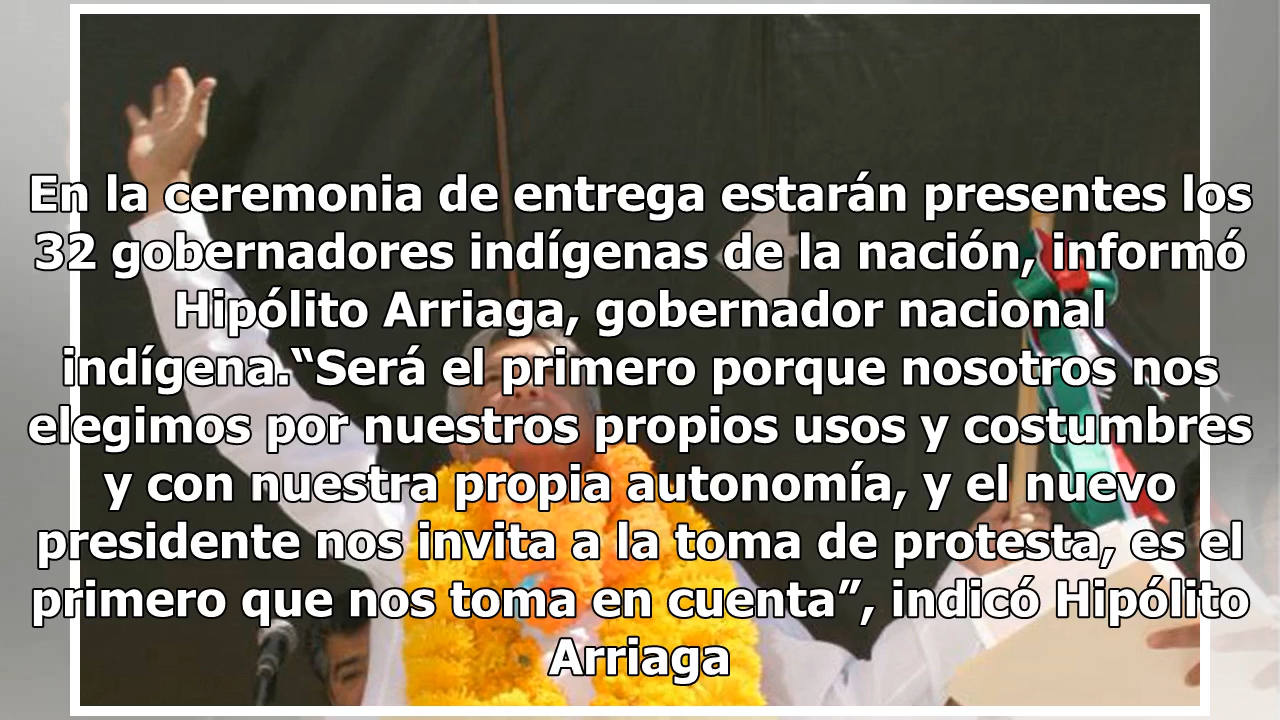 En la ceremonia de entrega estarán presentes los
32 gobernadores indígenas de la nación, informó
Hipólito Arriaga, gobernador nacional
indígena.“Será el primero porque nosotros nos
elegimos por nuestros propios usos y costumbres
y con nuestra propia autonomía, y el nuevo
presidente nos invita a la toma de protesta, es el
primero que nos toma en cuenta”, indicó Hipólito
Arriaga